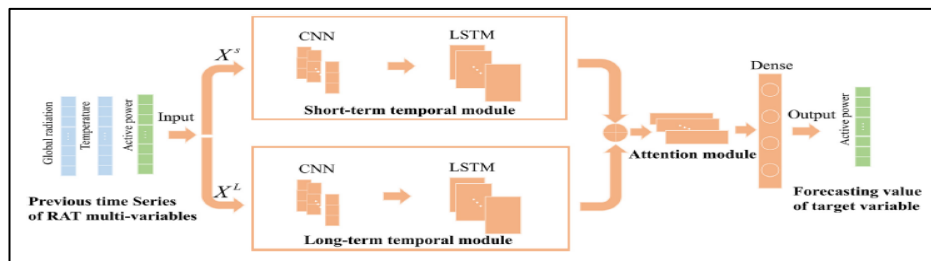 Global radiation
Temperature
Active power
Input
Previous time Series
of RAT multi-variables
X^s
CNN
LSTM
Short-term temporal module
X^L
CNN
LSTM
Long-term temporal module
Attention module
Dense
Output
Active power
Forecasting value
of target variable